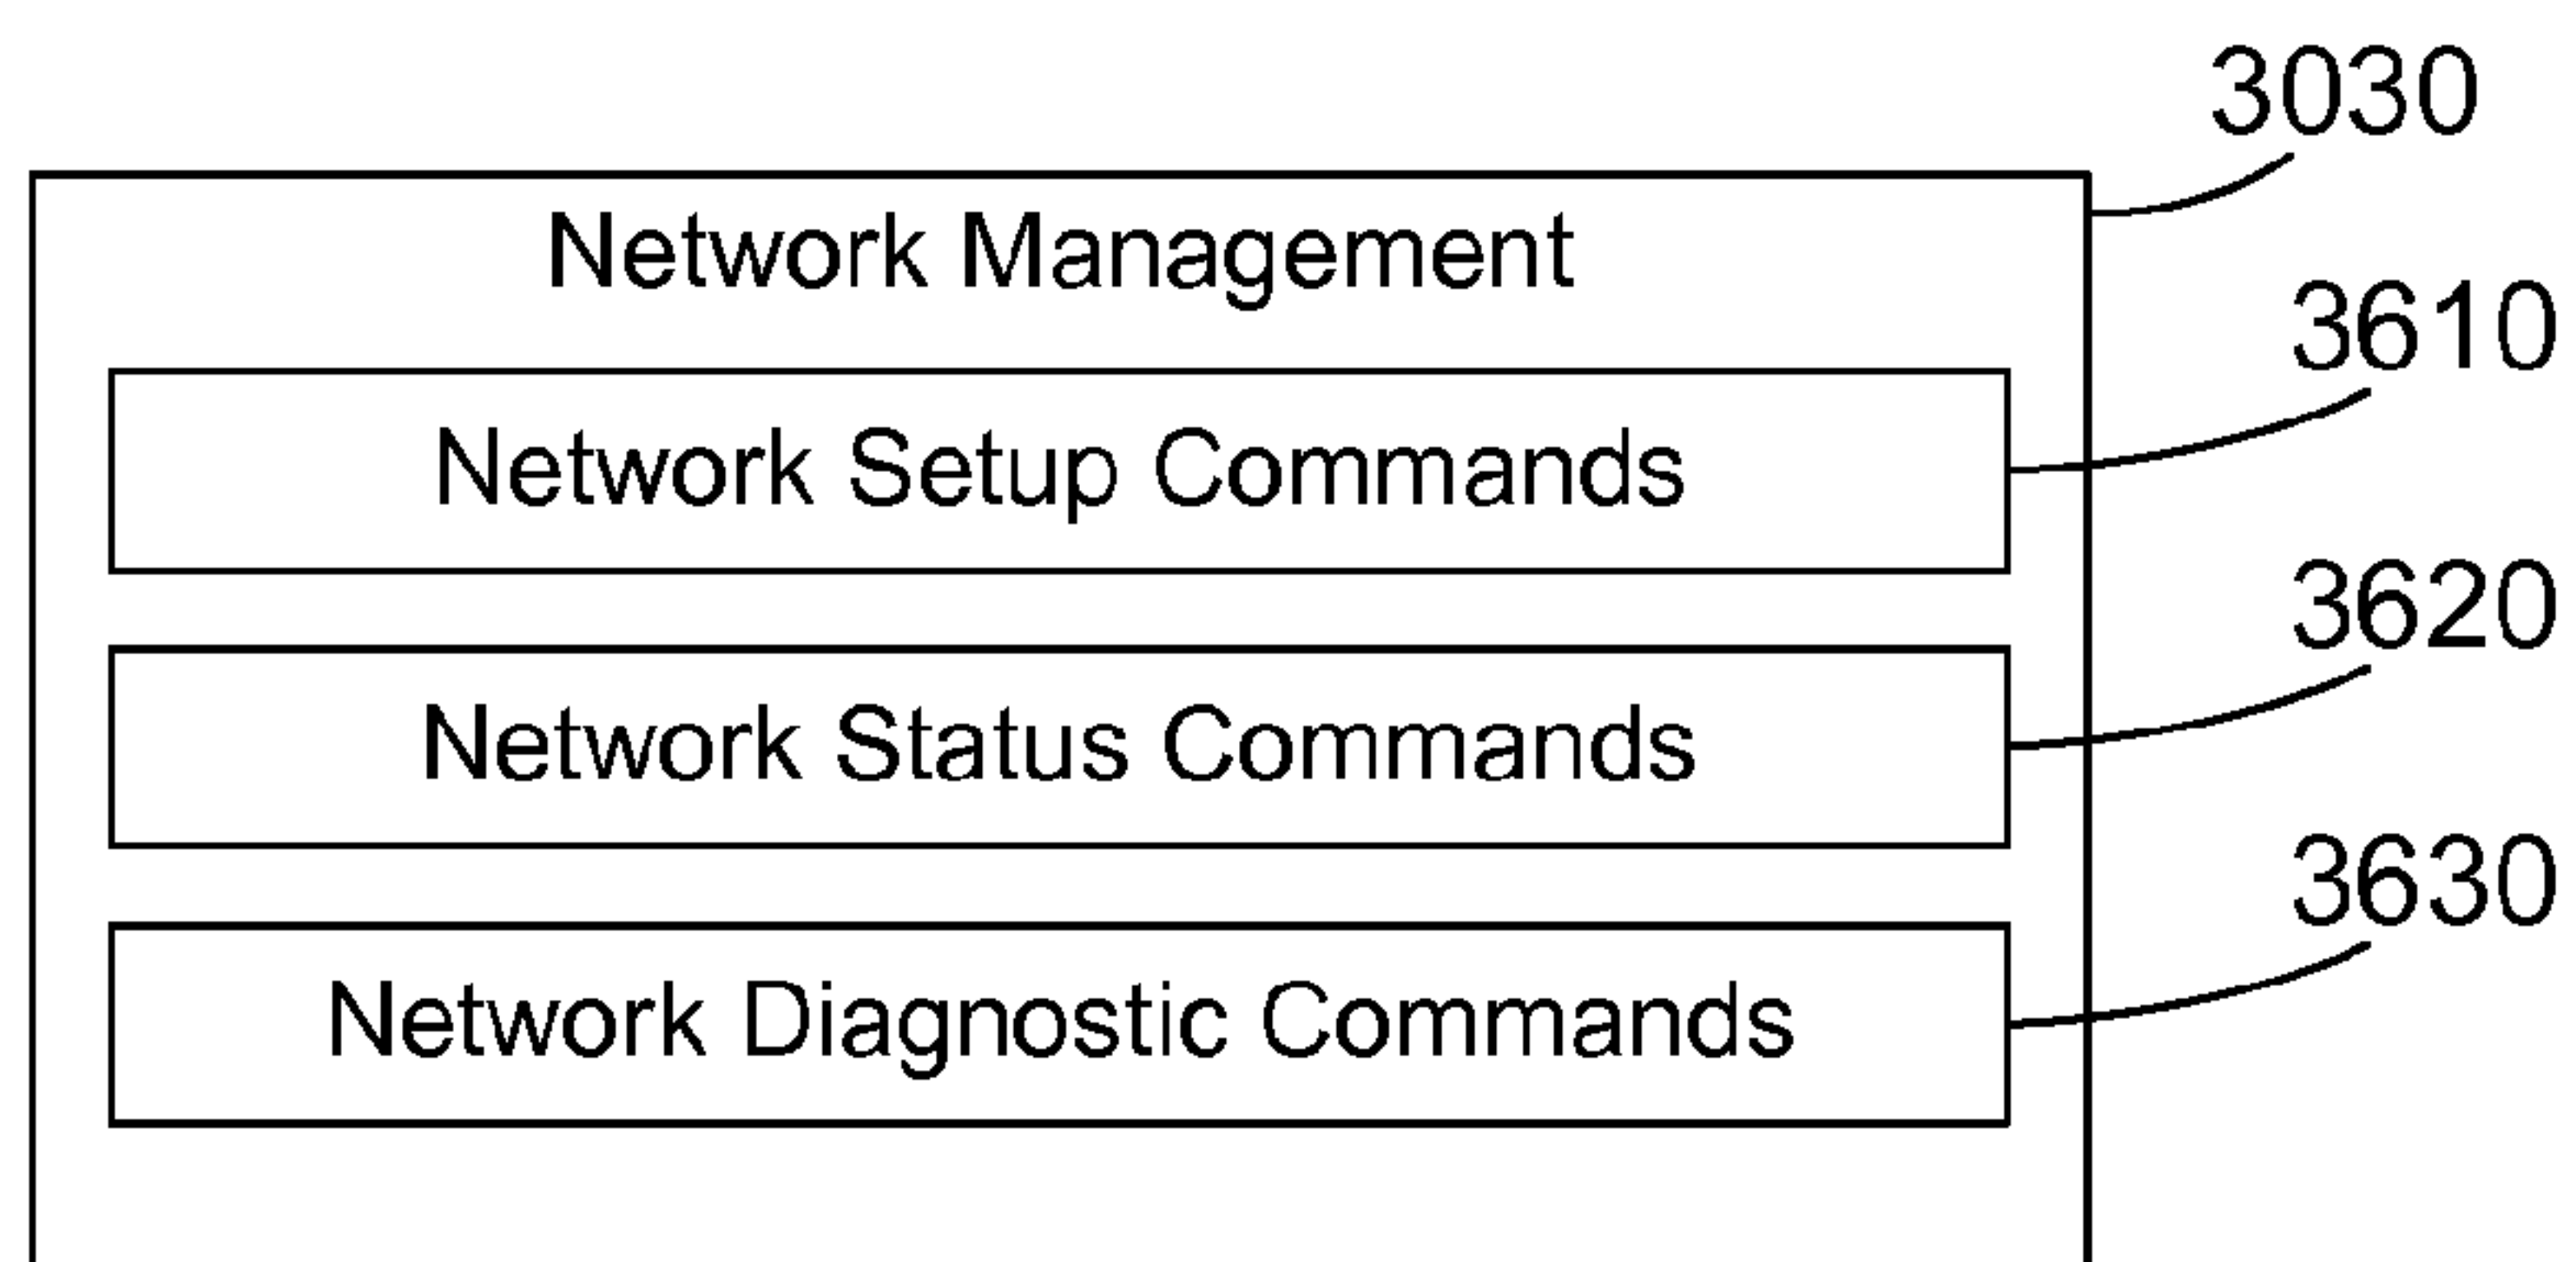 3030
Network Management
3610
Network Setup Commands
3620
Network Status Commands
3630
Network Diagnostic Commands